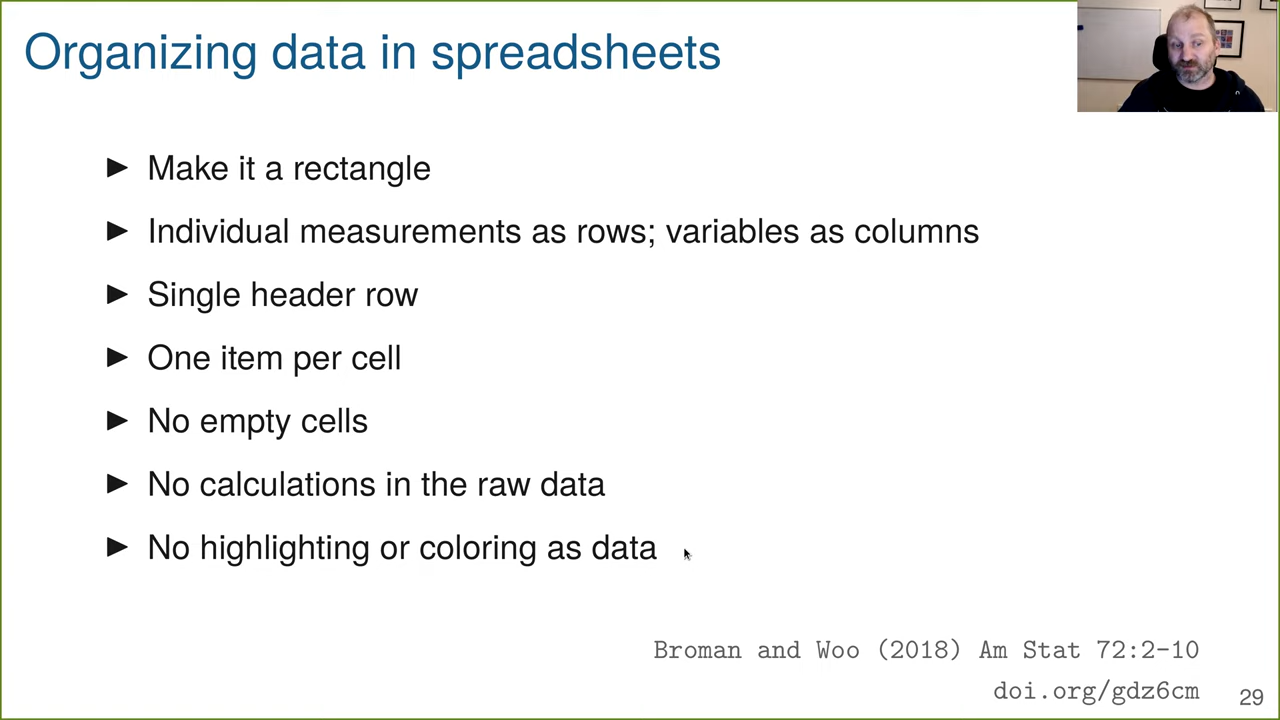 Organizing data in spreadsheets
▶ Make it a rectangle
▶ Individual measurements as rows; variables as columns
▶ Single header row
▶ One item per cell
▶ No empty cells
▶ No calculations in the raw data
▶ No highlighting or coloring as data
Broman and Woo (2018) Am Stat 72:2-10
doi.org/gdz6cm
29